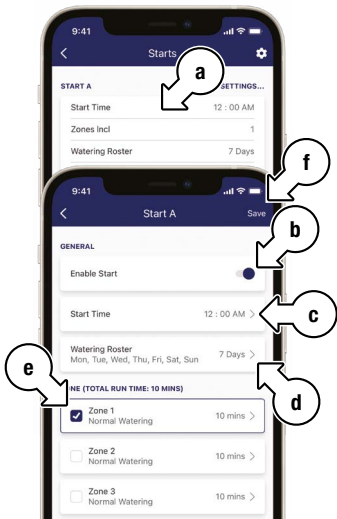 9:41
Starts
a
START A
SETTINGS...
Start Time 12 : 00 AM
Zones Incl 1
Watering Roster 7 Days
f
9:41
Start A Save
b
GENERAL
Enable Start
Start Time 12 : 00 AM
c
Watering Roster 7 Days
Mon, Tue, Wed, Thu, Fri, Sat, Sun
d
e
NE (TOTAL RUN TIME: 10 MINS)
Zone 1
Normal Watering 10 mins
Zone 2
Normal Watering 10 mins
Zone 3
Normal Watering 10 mins